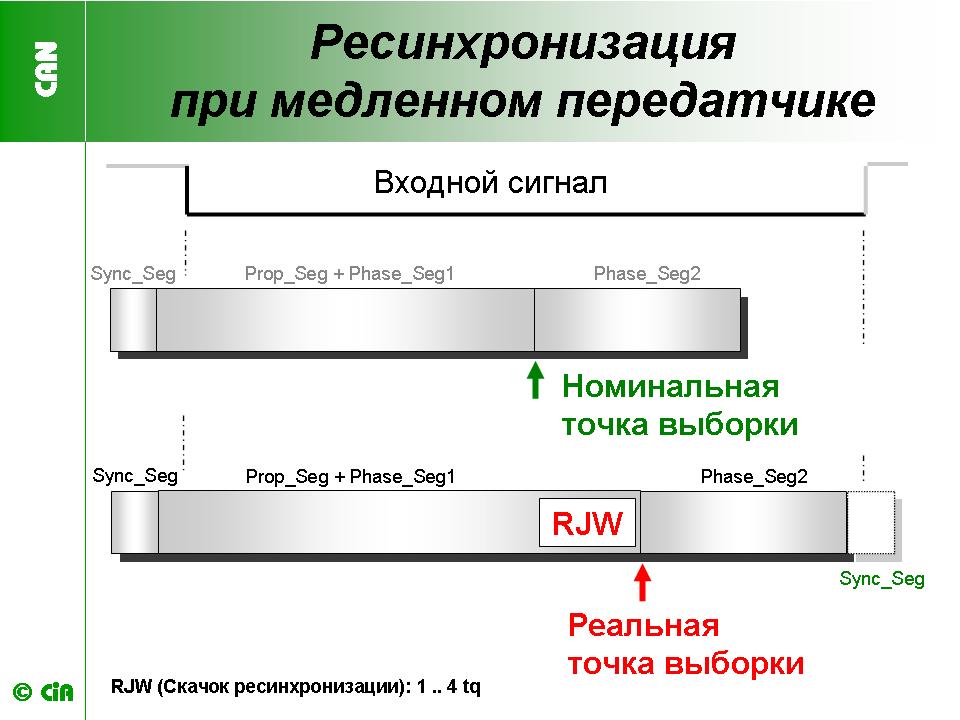 CAN
Ресинхронизация
при медленном передатчике
Входной сигнал
Sync_Seg Prop_Seg + Phase_Seg1 Phase_Seg2
Номинальная
точка выборки
Sync_Seg Prop_Seg + Phase_Seg1 Phase_Seg2
RJW
Sync_Seg
Реальная
точка выборки
RJW (Скачок ресинхронизации): 1 .. 4 tq
© CiA